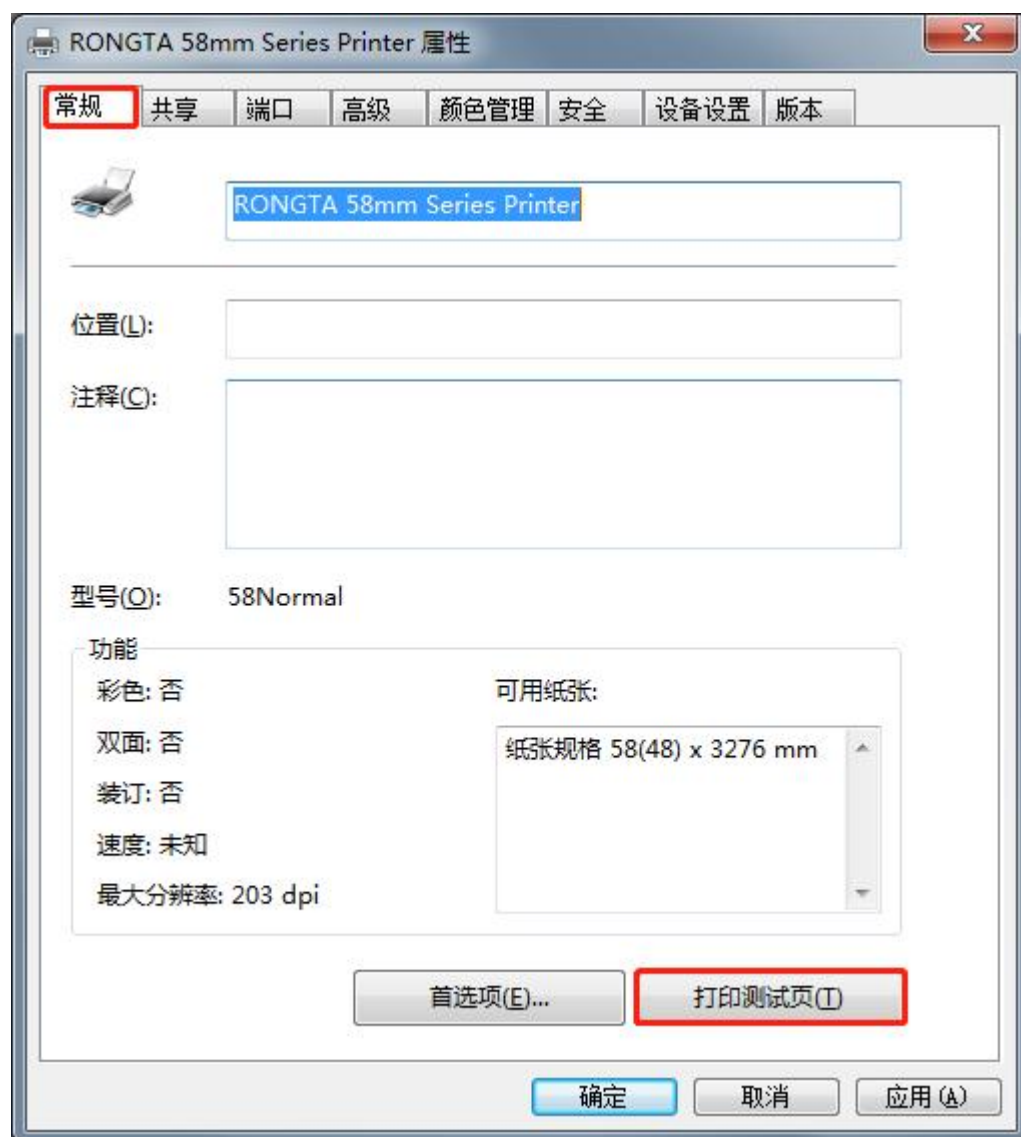 RONGTA 58mm Series Printer 属性
常规 共享 端口 高级 颜色管理 安全 设备设置 版本
RONGTA 58mm Series Printer
位置(L):
注释(C):
型号(O): 58Normal
功能
彩色: 否 可用纸张:
双面: 否 纸张规格 58(48) x 3276 mm
装订: 否
速度: 未知
最大分辨率: 203 dpi
首选项(E)... 打印测试页(T)
确定 取消 应用(A)